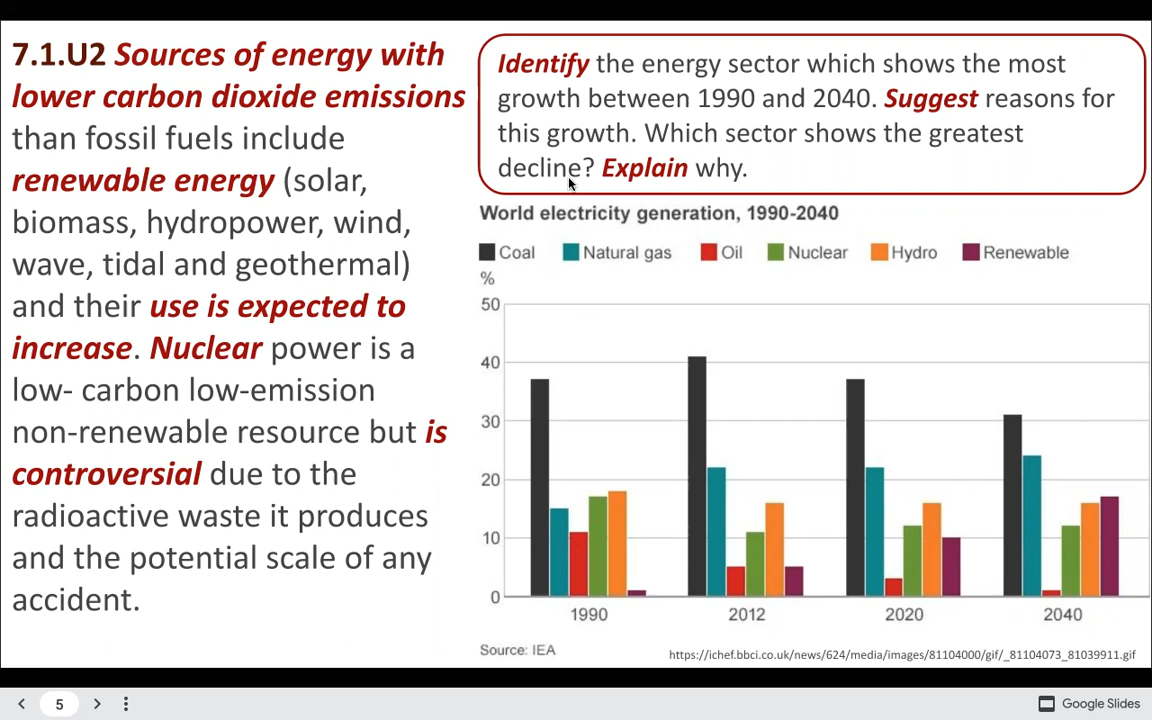 7.1.U2 Sources of energy with
lower carbon dioxide emissions
than fossil fuels include
renewable energy (solar,
biomass, hydropower, wind,
wave, tidal and geothermal)
and their use is expected to
increase. Nuclear power is a
low- carbon low-emission
non-renewable resource but is
controversial due to the
radioactive waste it produces
and the potential scale of any
accident.
Identify the energy sector which shows the most
growth between 1990 and 2040. Suggest reasons for
this growth. Which sector shows the greatest
decline? Explain why.
World electricity generation, 1990-2040
Coal Natural gas Oil Nuclear Hydro Renewable
%
50
40
30
20
10
0
1990 2012 2020 2040
Source: IEA
https://ichef.bbci.co.uk/news/624/media/images/81104000/gif/_81104073_81039911.gif
5
Google Slides